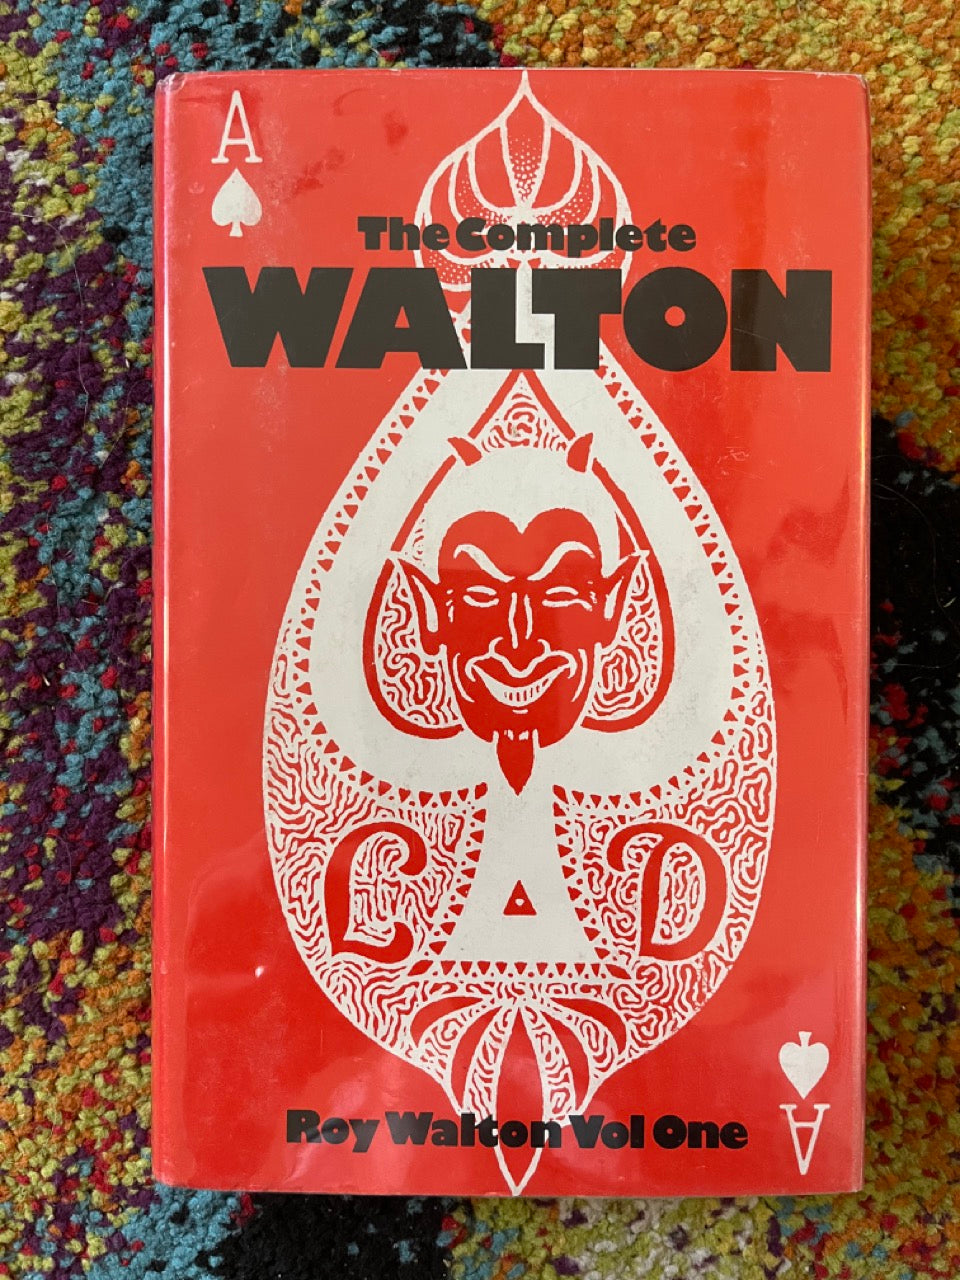 A
The Complete
WALTON
L D
Roy Walton Vol One
A